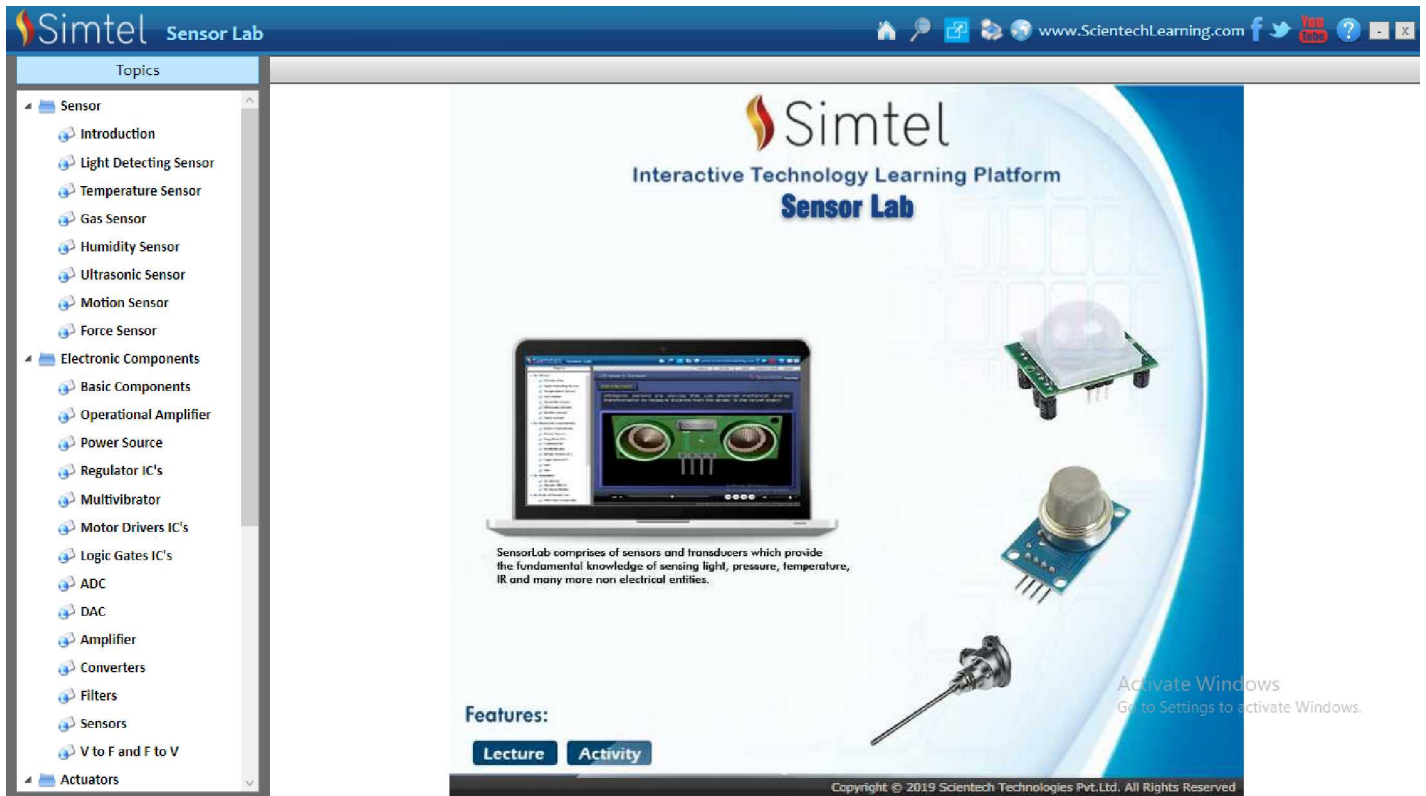 Simtel Sensor Lab
www.ScientechLearning.com f You Tube ? - x
Topics
Sensor
Introduction
Light Detecting Sensor
Temperature Sensor
Gas Sensor
Humidity Sensor
Ultrasonic Sensor
Motion Sensor
Force Sensor
Electronic Components
Basic Components
Operational Amplifier
Power Source
Regulator IC's
Multivibrator
Motor Drivers IC's
Logic Gates IC's
ADC
DAC
Amplifier
Converters
Filters
Sensors
V to F and F to V
Actuators
Simtel
Interactive Technology Learning Platform
Sensor Lab
SensorLab comprises of sensors and transducers which provide
the fundamental knowledge of sensing light, pressure, temperature,
IR and many more non electrical entities.
Features:
Lecture Activity
Activate Windows
Go to Settings to activate Windows.
Copyright © 2019 Scientech Technologies Pvt.Ltd. All Rights Reserved